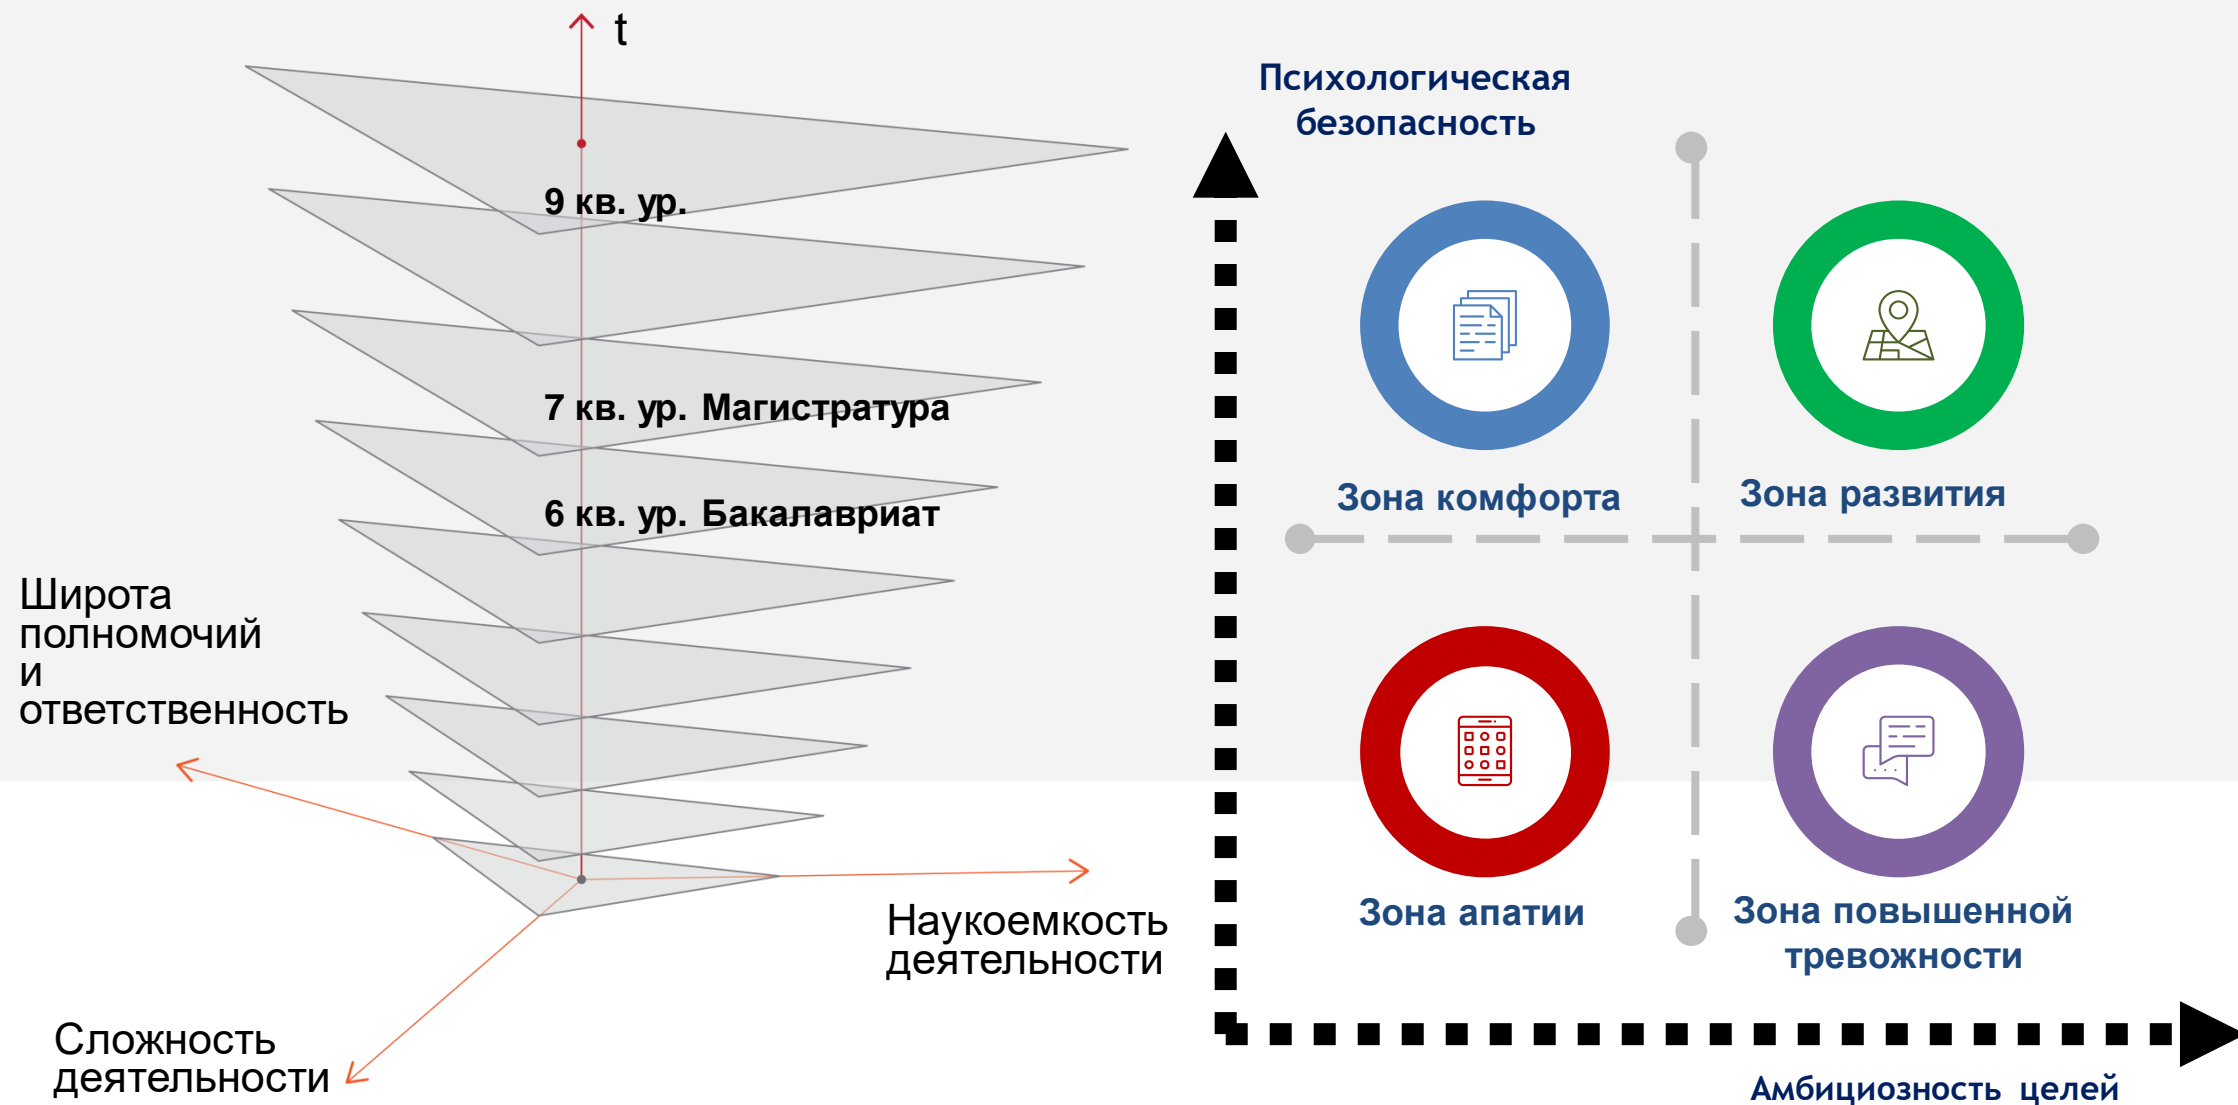 t
9 кв. ур.
7 кв. ур. Магистратура
6 кв. ур. Бакалавриат
Широта
полномочий
и
ответственность
Наукоемкость
деятельности
Сложность
деятельности
Психологическая
безопасность
Зона комфорта
Зона развития
Зона апатии
Зона повышенной
тревожности
Амбициозность целей